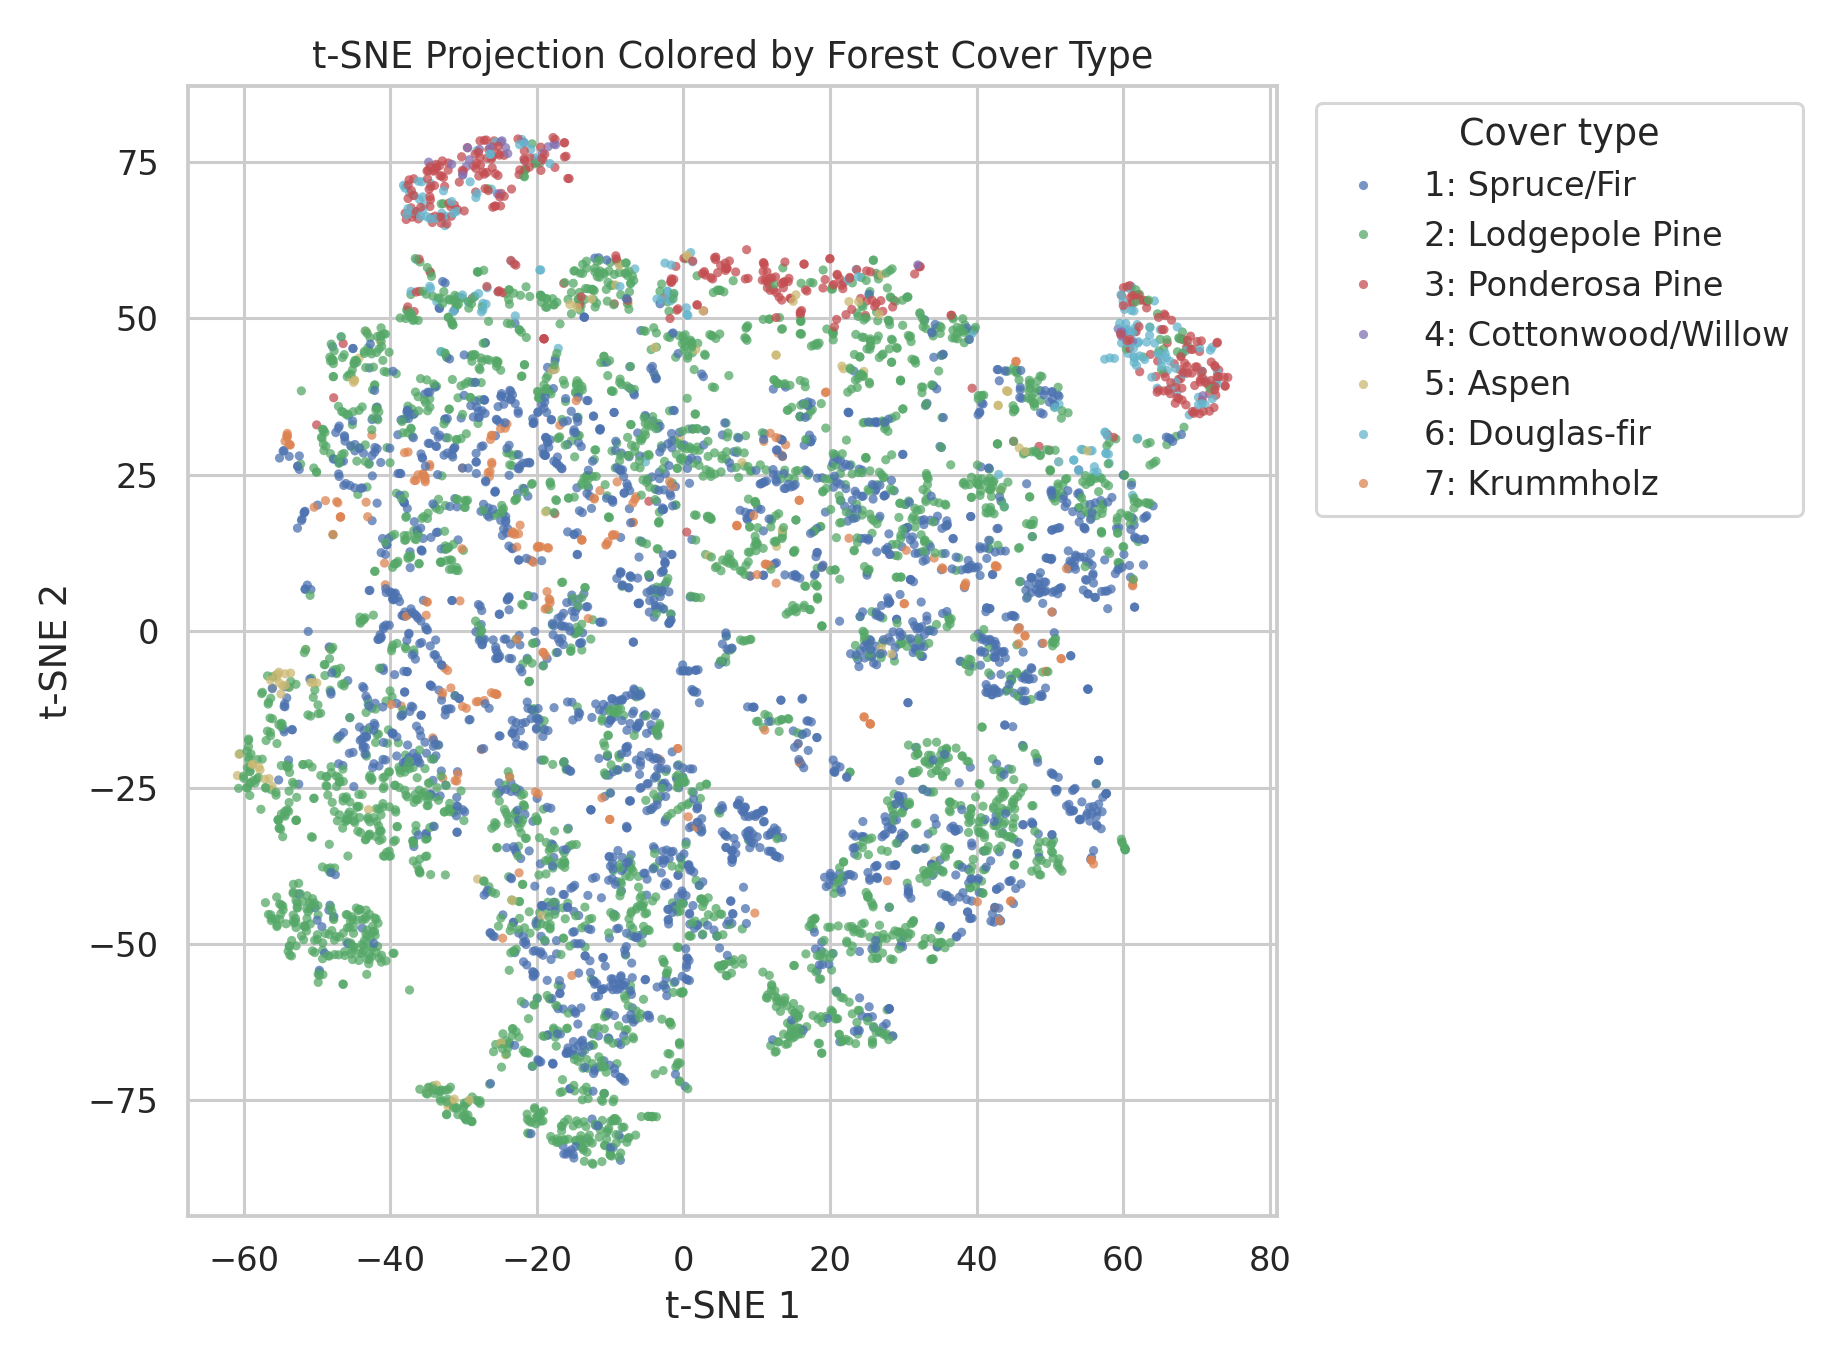 t-SNE Projection Colored by Forest Cover Type
Cover type
1: Spruce/Fir
2: Lodgepole Pine
3: Ponderosa Pine
4: Cottonwood/Willow
5: Aspen
6: Douglas-fir
7: Krummholz
t-SNE 2
75
50
25
0
−25
−50
−75
−60 −40 −20 0 20 40 60 80
t-SNE 1